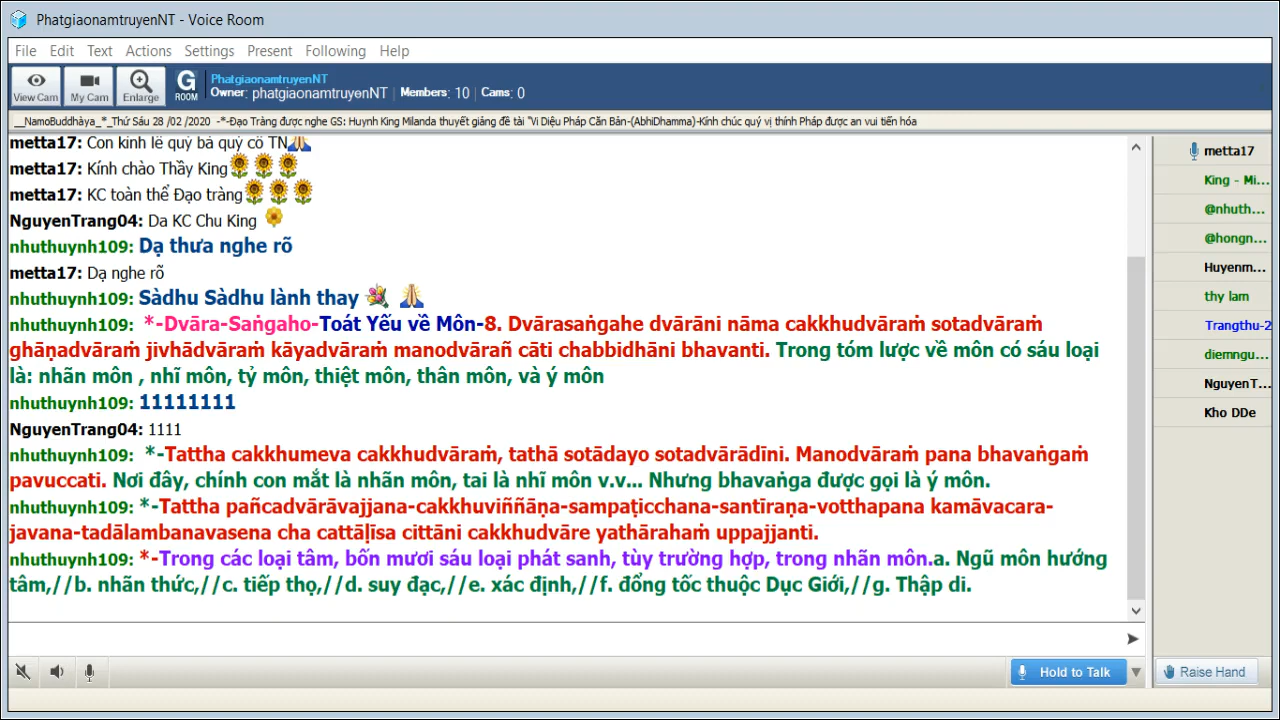 PhatgiaonamtruyenNT - Voice Room
File Edit Text Actions Settings Present Following Help
View Cam My Cam Enlarge G ROOM
PhatgiaonamtruyenNT
Owner: phatgiaonamtruyenNT | Members: 10 | Cams: 0
__NamoBuddhàya_*_Thứ Sáu 28 /02 /2020 -*-Đạo Tràng được nghe GS: Huynh King Milanda thuyết giảng đề tài "Vi Diệu Pháp Căn Bản-(AbhiDhamma)-Kính chúc quý vị thính Pháp được an vui tiến hóa
metta17: Con kinh lễ quý bà quý cô TN🙏
metta17: Kính chào Thầy King🌻🌻🌻
metta17: KC toàn thể Đạo tràng🌻🌻🌻
NguyenTrang04: Da KC Chu King 🌼
nhuthuynh109: Dạ thưa nghe rõ
metta17: Dạ nghe rõ
nhuthuynh109: Sàdhu Sàdhu lành thay 💐 🙏
nhuthuynh109: *-Dvāra-Saṅgaho-Toát Yếu về Môn-8. Dvārasaṅgahe dvārāni nāma cakkhudvāraṁ sotadvāraṁ
ghāṇadvāraṁ jivhādvāraṁ kāyadvāraṁ manodvārañ cāti chabbidhāni bhavanti. Trong tóm lược về môn có sáu loại
là: nhãn môn , nhĩ môn, tỷ môn, thiệt môn, thân môn, và ý môn
nhuthuynh109: 11111111
NguyenTrang04: 1111
nhuthuynh109: *-Tattha cakkhumeva cakkhudvāraṁ, tathā sotādayo sotadvārādīni. Manodvāraṁ pana bhavaṅgaṁ
pavuccati. Nơi đây, chính con mắt là nhãn môn, tai là nhĩ môn v.v... Nhưng bhavaṅga được gọi là ý môn.
nhuthuynh109: *-Tattha pañcadvārāvajjana-cakkhuviññāṇa-sampaṭicchana-santīraṇa-votthapana kamāvacara-
javana-tadālambanavasena cha cattāḷīsa cittāni cakkhudvāre yathārahaṁ uppajjanti.
nhuthuynh109: *-Trong các loại tâm, bốn mươi sáu loại phát sanh, tùy trường hợp, trong nhãn môn.a. Ngũ môn hướng
tâm,//b. nhãn thức,//c. tiếp thọ,//d. suy đạc,//e. xác định,//f. đổng tốc thuộc Dục Giới,//g. Thập di.
metta17
King - Mi...
@nhuth...
@hongn...
Huyenm...
thy lam
Trangthu-2
diemngu...
NguyenT...
Kho DDe
Hold to Talk
Raise Hand